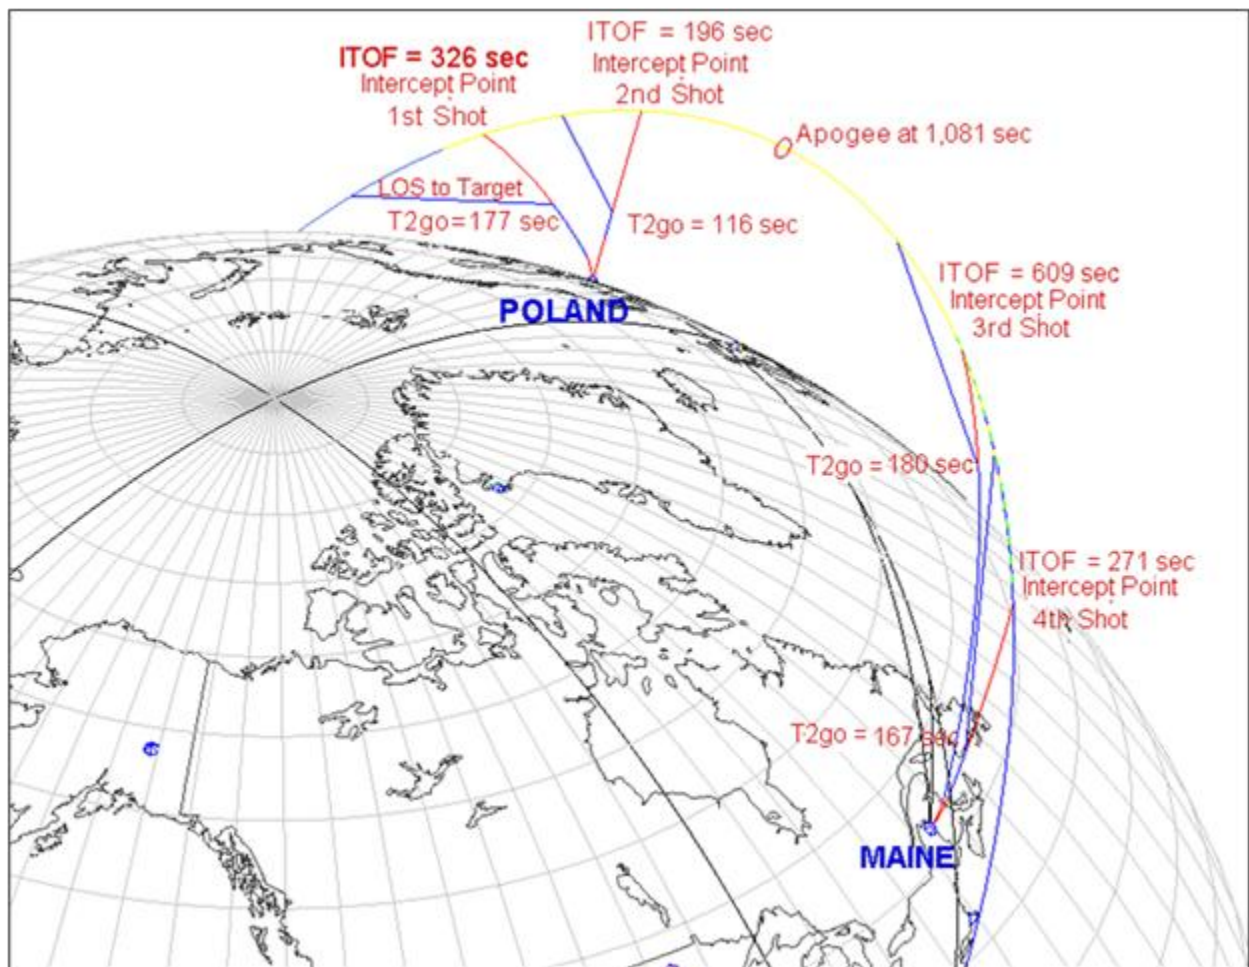 ITOF = 326 sec
Intercept Point
1st Shot
ITOF = 196 sec
Intercept Point
2nd Shot
Apogee at 1,081 sec
LOS to Target
T2go=177 sec
T2go = 116 sec
POLAND
ITOF = 609 sec
Intercept Point
3rd Shot
T2go = 180 sec
ITOF = 271 sec
Intercept Point
4th Shot
T2go = 167 sec
MAINE